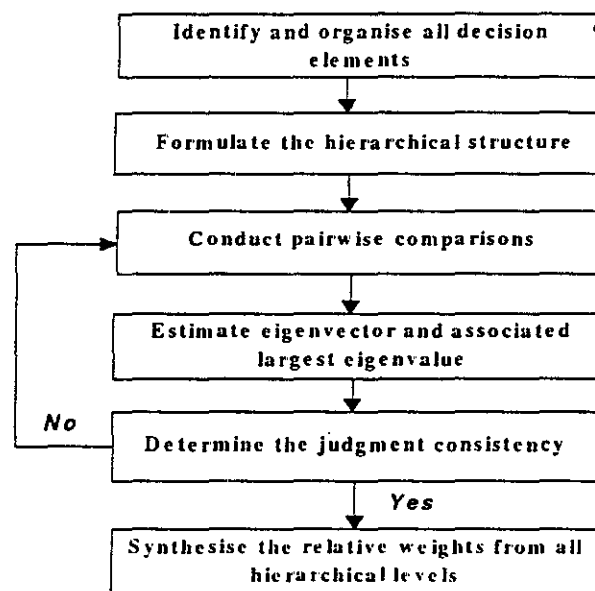 Identify and organise all decision
elements
Formulate the hierarchical structure
Conduct pairwise comparisons
Estimate eigenvector and associated
largest eigenvalue
No
Determine the judgment consistency
Yes
Synthesise the relative weights from all
hierarchical levels